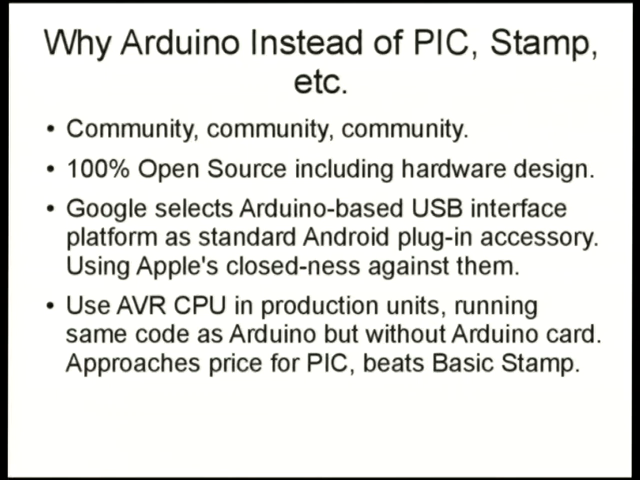 Why Arduino Instead of PIC, Stamp,
etc.
• Community, community, community.
• 100% Open Source including hardware design.
• Google selects Arduino-based USB interface
platform as standard Android plug-in accessory.
Using Apple's closed-ness against them.
• Use AVR CPU in production units, running
same code as Arduino but without Arduino card.
Approaches price for PIC, beats Basic Stamp.